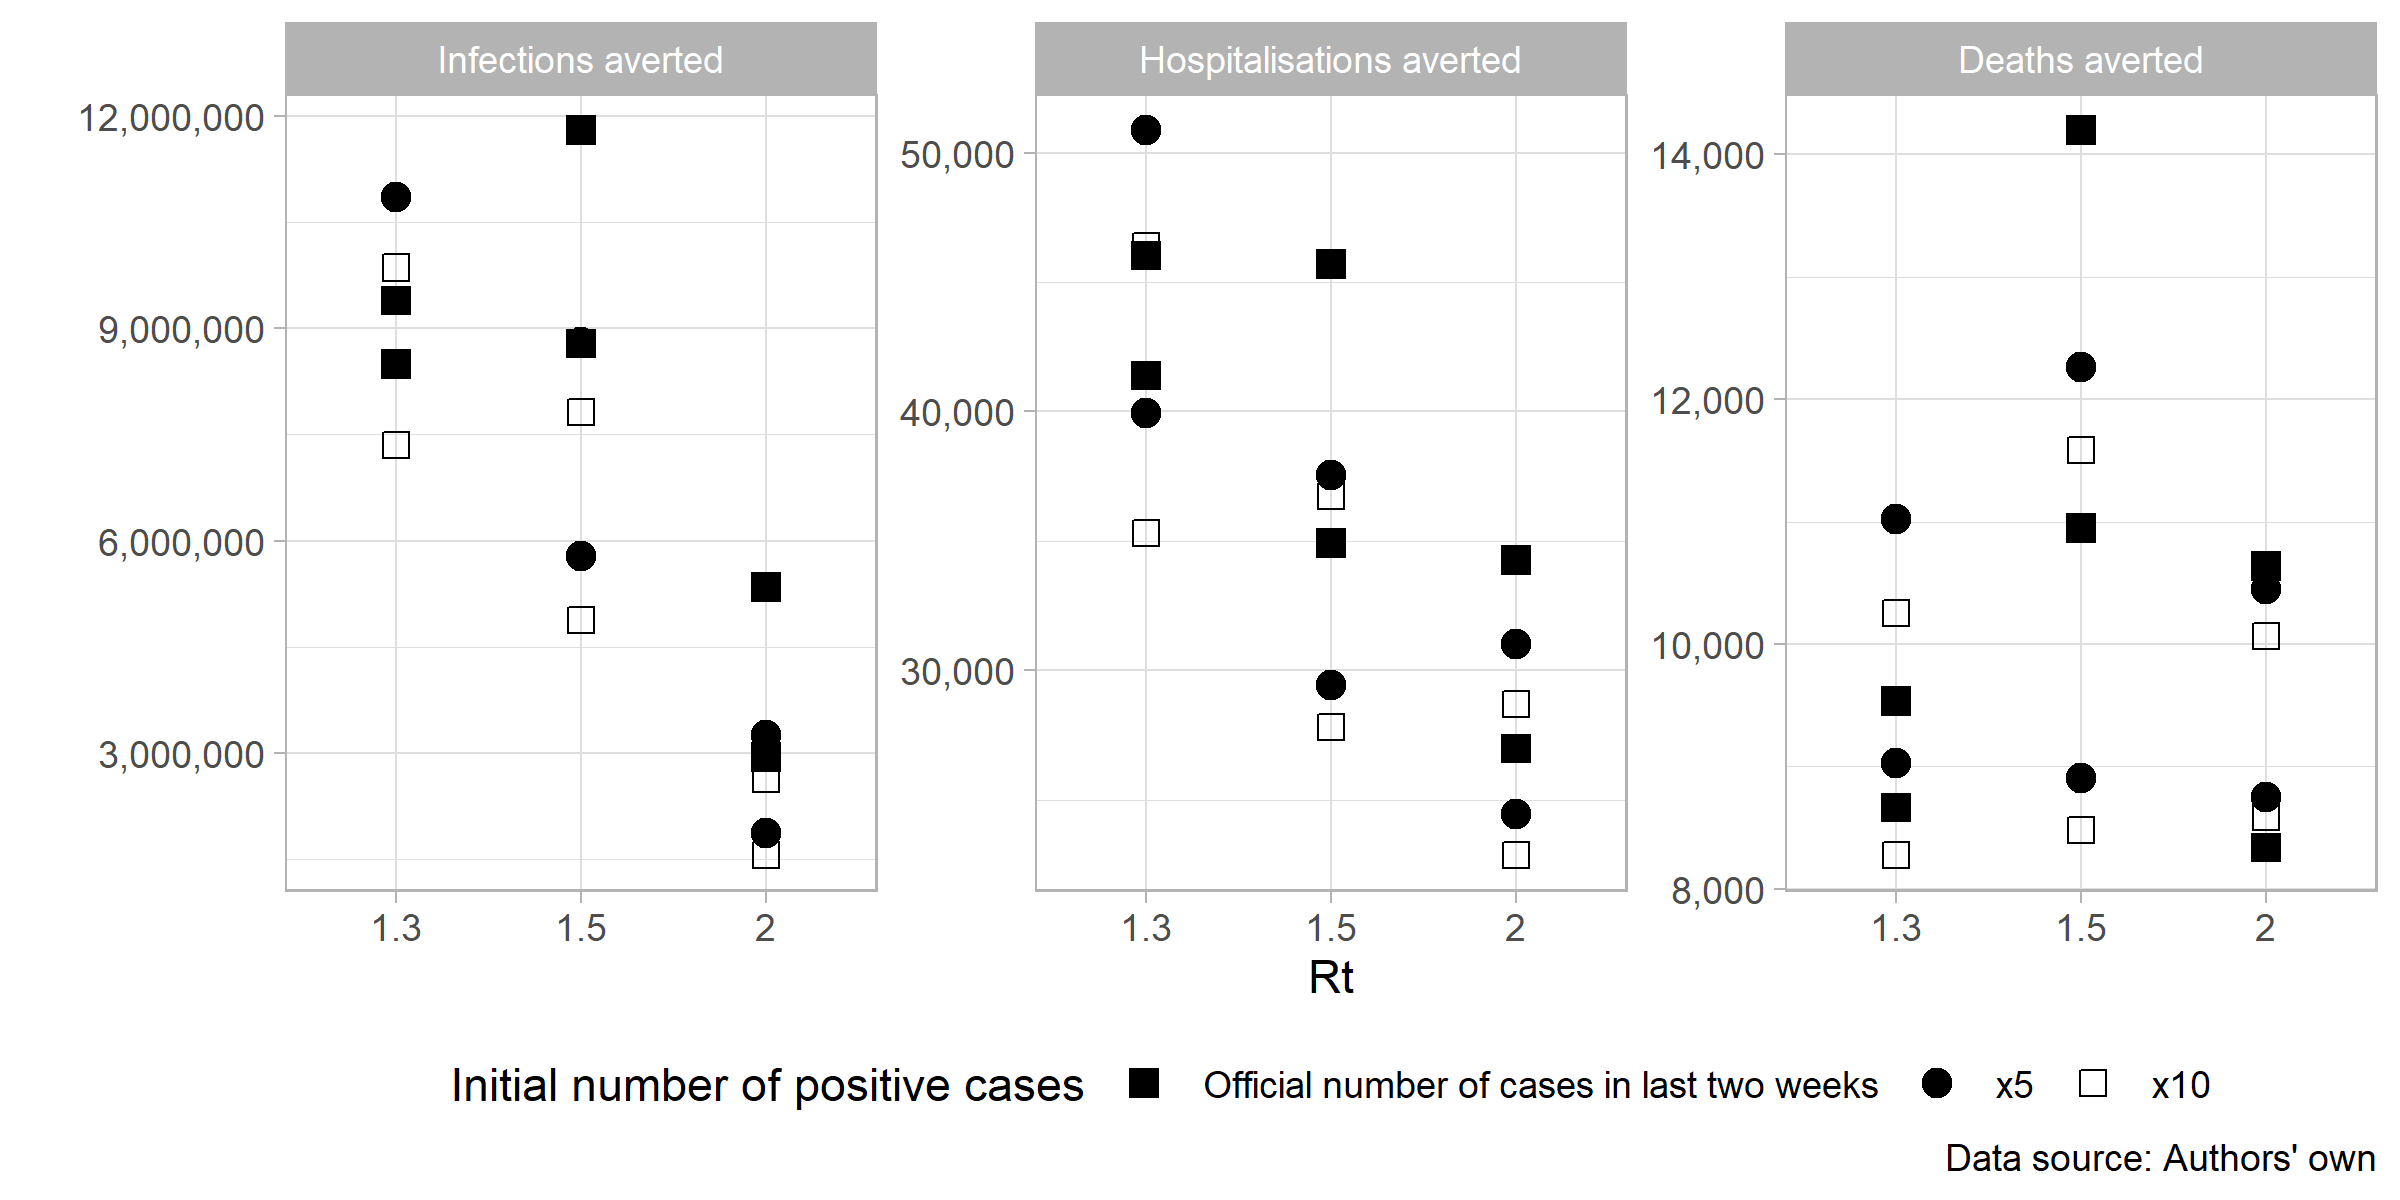 Infections averted
Hospitalisations averted
Deaths averted
12,000,000
9,000,000
6,000,000
3,000,000
50,000
40,000
30,000
14,000
12,000
10,000
8,000
1.3 1.5 2
1.3 1.5 2
1.3 1.5 2
Rt
Initial number of positive cases Official number of cases in last two weeks x5 x10
Data source: Authors' own